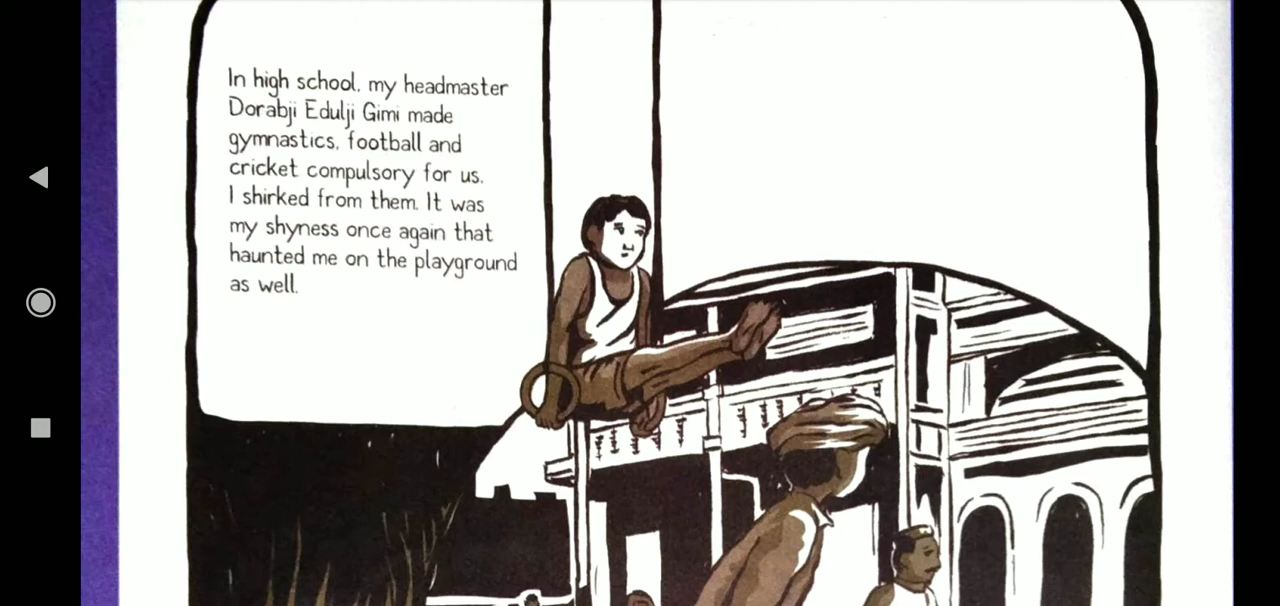 In high school, my headmaster
Dorabji Edulji Gimi made
gymnastics, football and
cricket compulsory for us.
I shirked from them. It was
my shyness once again that
haunted me on the playground
as well.